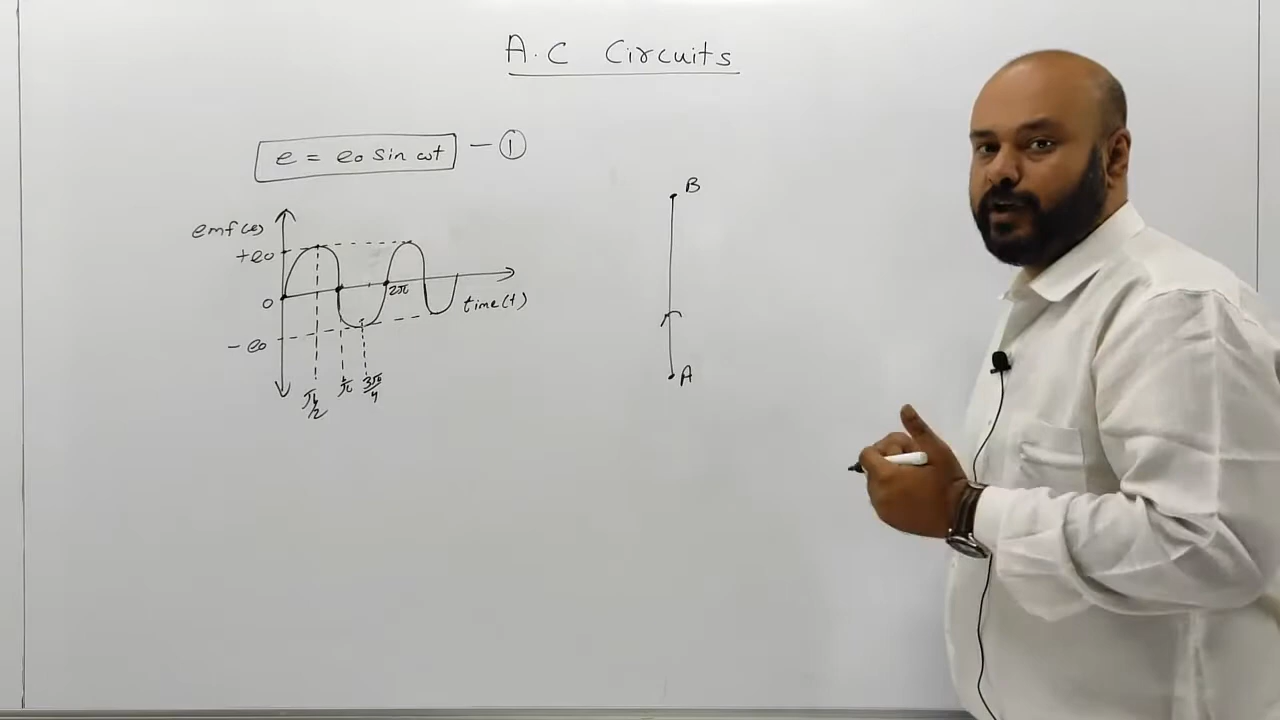 A.C Circuits
e = e₀ sin ωt — ①
emf(e)
+e₀
0
- e₀
2π
time(t)
π/2
π
3π/4
B
A